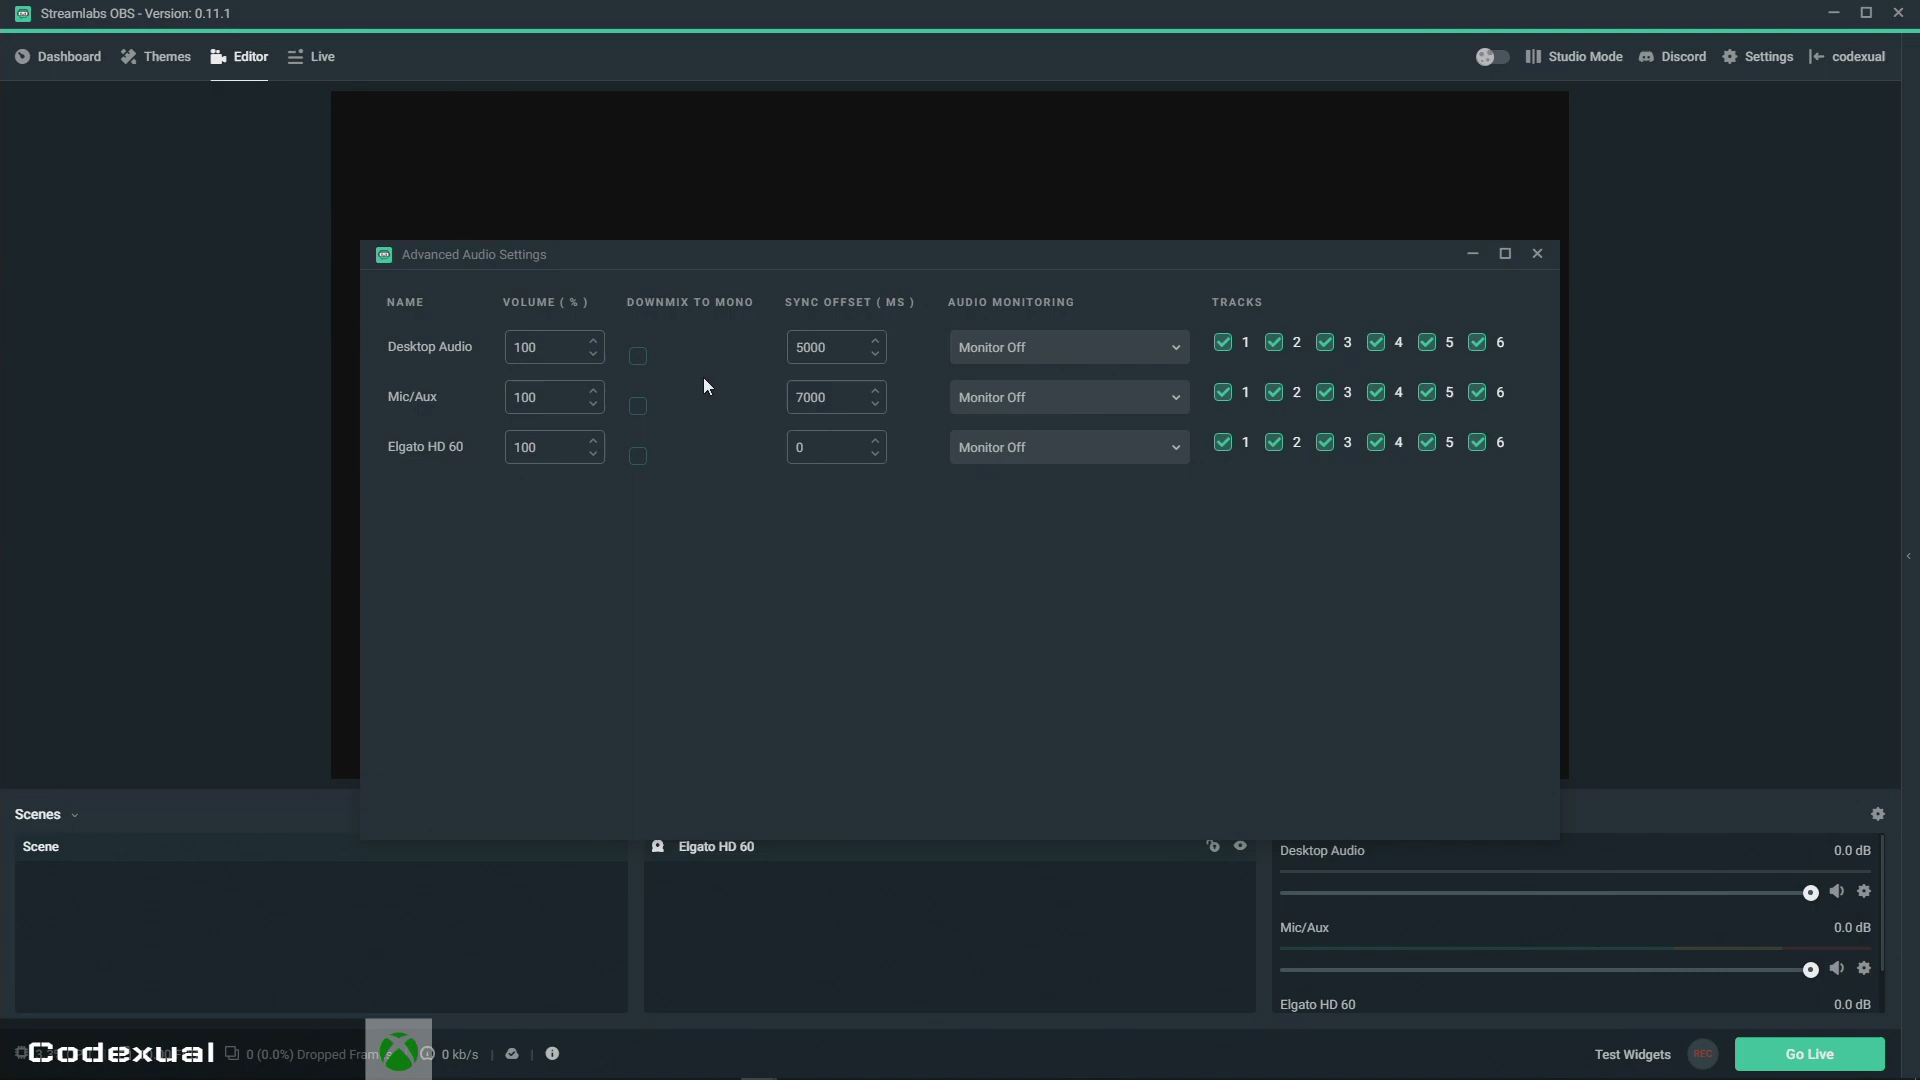 Streamlabs OBS - Version: 0.11.1
Dashboard Themes Editor Live Studio Mode Discord Settings codexual
Advanced Audio Settings
NAME VOLUME ( % ) DOWNMIX TO MONO SYNC OFFSET ( MS ) AUDIO MONITORING TRACKS
Desktop Audio 100 5000 Monitor Off 1 2 3 4 5 6
Mic/Aux 100 7000 Monitor Off 1 2 3 4 5 6
Elgato HD 60 100 0 Monitor Off 1 2 3 4 5 6
Scenes
Scene
Elgato HD 60
Desktop Audio 0.0 dB
Mic/Aux 0.0 dB
Elgato HD 60 0.0 dB
Codexual 0 (0.0%) Dropped 0 kb/s Test Widgets REC Go Live